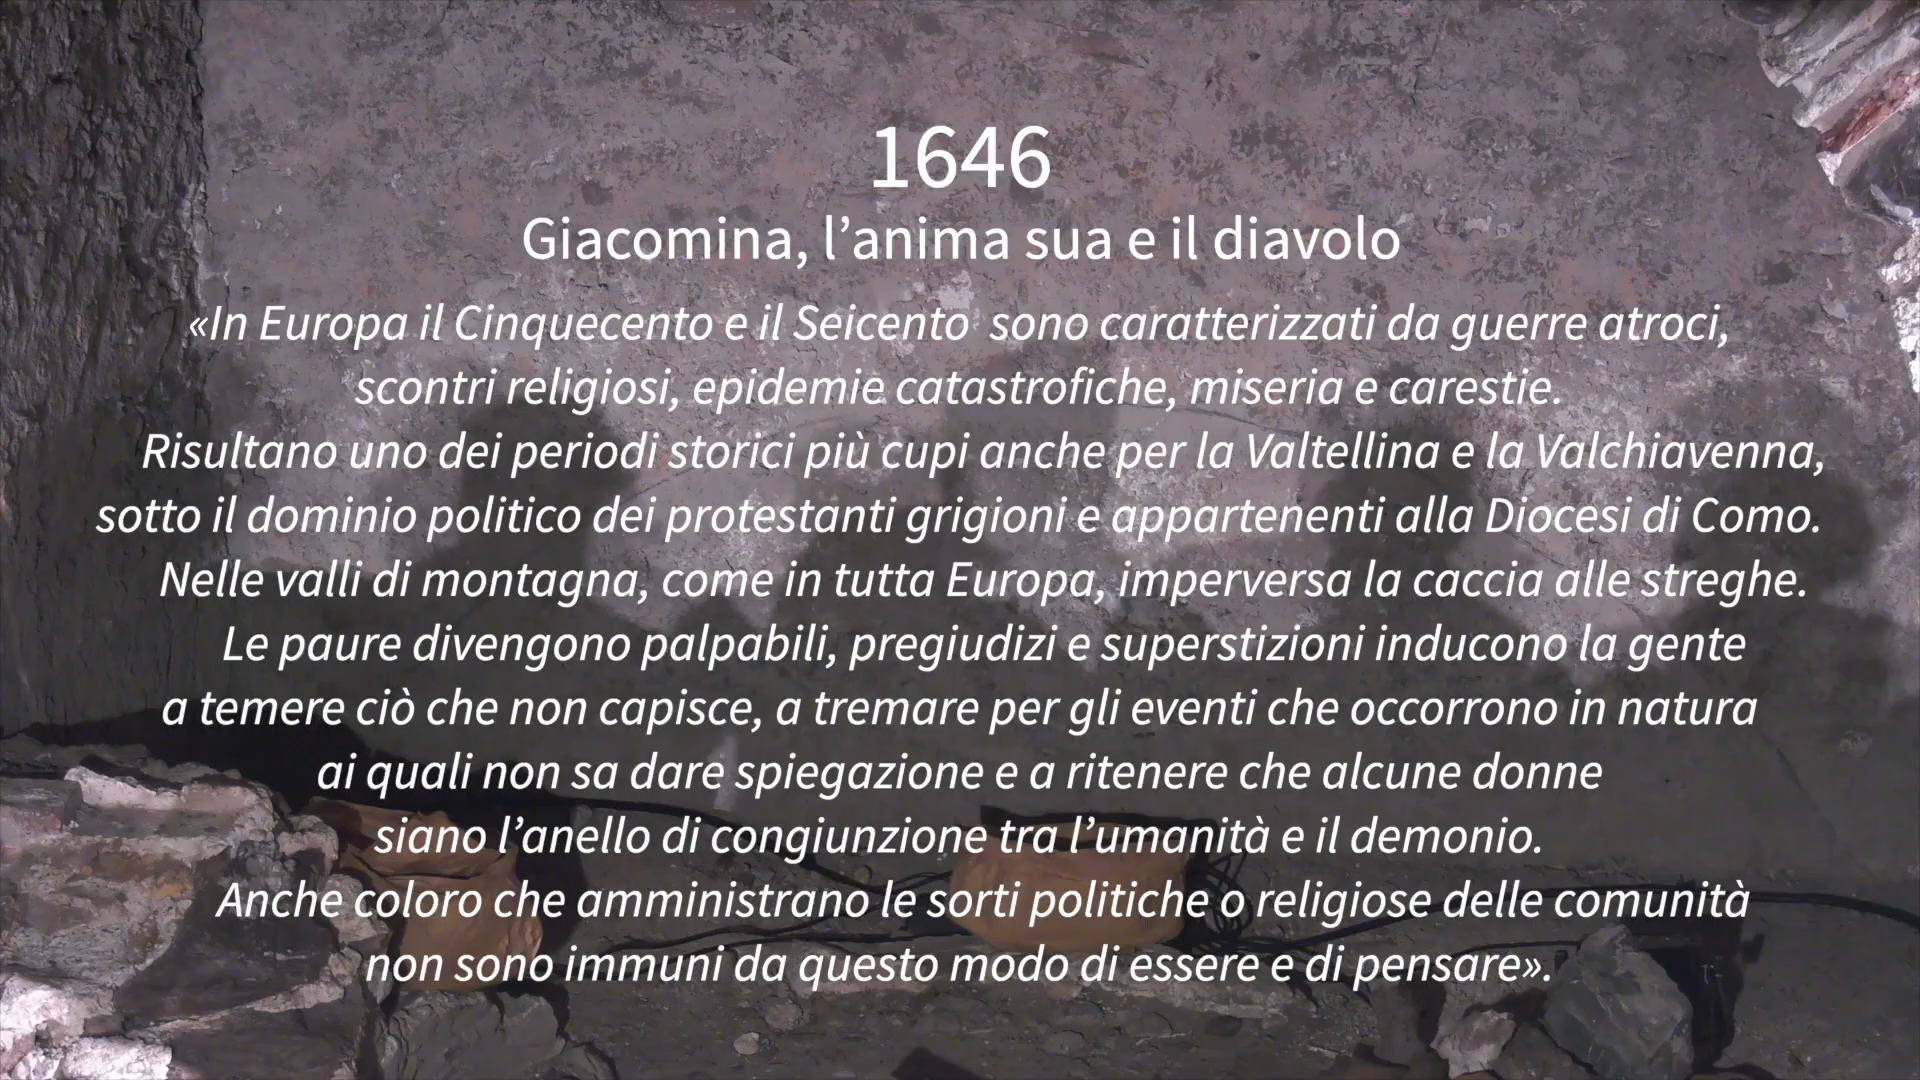 1646
Giacomina, l’anima sua e il diavolo
«In Europa il Cinquecento e il Seicento  sono caratterizzati da guerre atroci,
scontri religiosi, epidemie catastrofiche, miseria e carestie.
Risultano uno dei periodi storici più cupi anche per la Valtellina e la Valchiavenna,
sotto il dominio politico dei protestanti grigioni e appartenenti alla Diocesi di Como.
Nelle valli di montagna, come in tutta Europa, imperversa la caccia alle streghe.
Le paure divengono palpabili, pregiudizi e superstizioni inducono la gente
a temere ciò che non capisce, a tremare per gli eventi che occorrono in natura
ai quali non sa dare spiegazione e a ritenere che alcune donne
siano l’anello di congiunzione tra l’umanità e il demonio.
Anche coloro che amministrano le sorti politiche o religiose delle comunità
non sono immuni da questo modo di essere e di pensare».